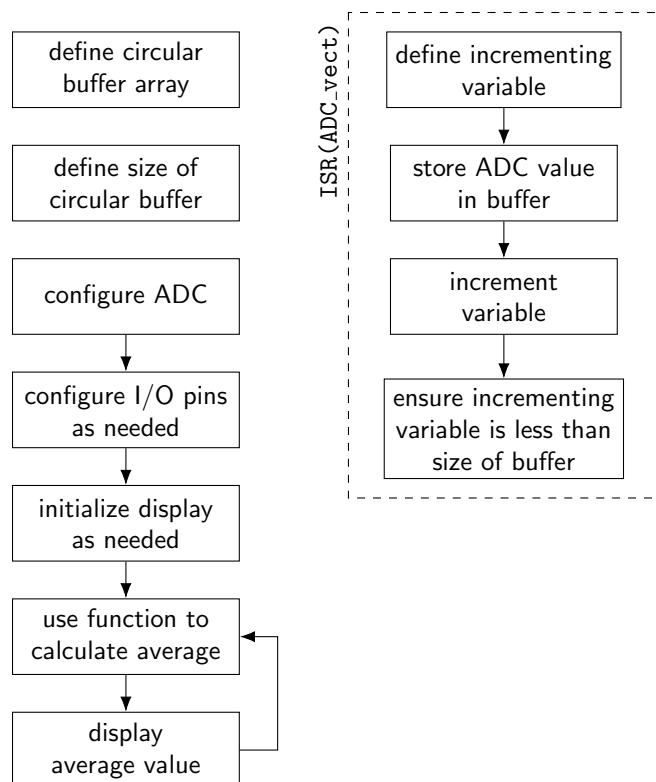 define circular
buffer array
define size of
circular buffer
configure ADC
configure I/O pins
as needed
initialize display
as needed
use function to
calculate average
display
average value
ISR(ADC_vect)
define incrementing
variable
store ADC value
in buffer
increment
variable
ensure incrementing
variable is less than
size of buffer